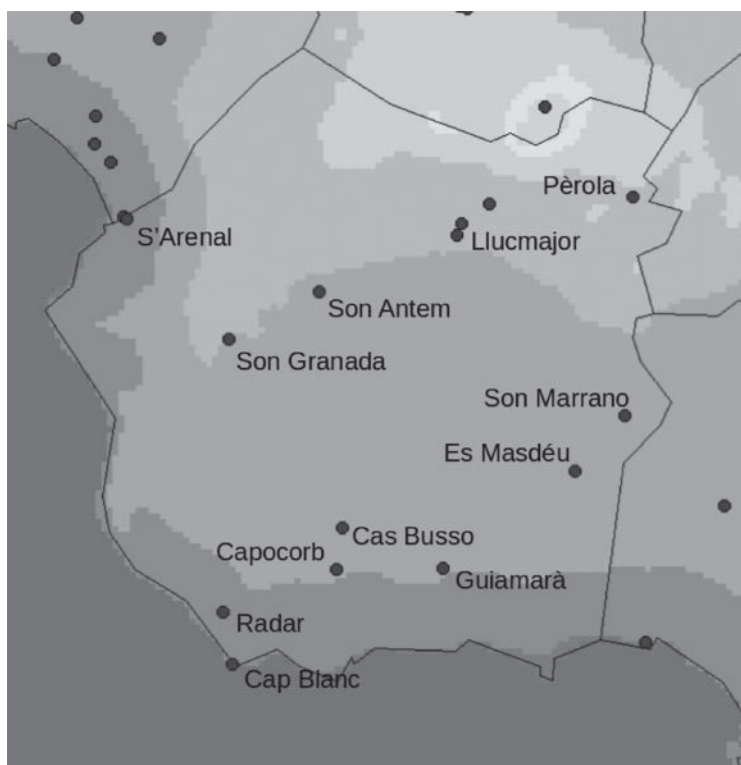 Pèrola
S'Arenal
Llucmajor
Son Antem
Son Granada
Son Marrano
Es Masdéu
Cas Busso
Capocorb
Guiamarà
Radar
Cap Blanc